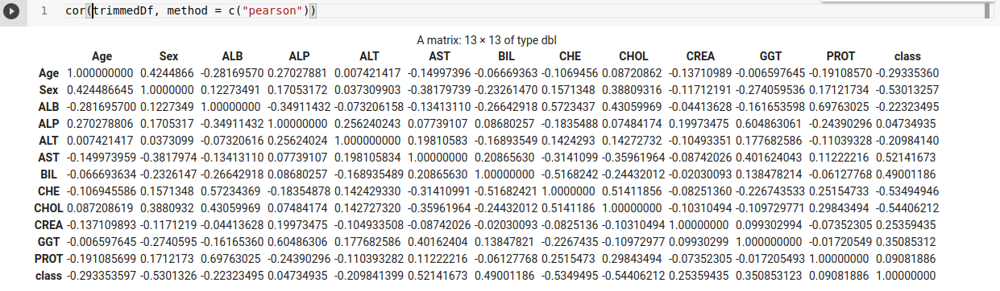 1 cor(trimmedDf, method = c("pearson"))
A matrix: 13 × 13 of type dbl
Age Sex ALB ALP ALT AST BIL CHE CHOL CREA GGT PROT class
Age 1.000000000 0.4244866 -0.28169570 0.27027881 0.007421417 -0.14997396 -0.06669363 -0.1069456 0.08720862 -0.13710989 -0.006597645 -0.19108570 -0.29335360
Sex 0.424486645 1.0000000 0.12273491 0.17053172 0.037309903 -0.38179739 -0.23261470 0.1571348 0.38809316 -0.11712191 -0.274059536 0.17121734 -0.53013257
ALB -0.281695700 0.1227349 1.00000000 -0.34911432 -0.073206158 -0.13413110 -0.26642918 0.5723437 0.43059969 -0.04413628 -0.161653598 0.69763025 -0.22323495
ALP 0.270278806 0.1705317 -0.34911432 1.00000000 0.256240243 0.07739107 0.08680257 -0.1835488 0.07484174 0.19973475 0.604863061 -0.24390296 0.04734935
ALT 0.007421417 0.0373099 -0.07320616 0.25624024 1.000000000 0.19810583 -0.16893549 0.1424293 0.14272732 -0.10493351 0.177682586 -0.11039328 -0.20984140
AST -0.149973959 -0.3817974 -0.13413110 0.07739107 0.198105834 1.00000000 0.20865630 -0.3141099 -0.35961964 -0.08742026 0.401624043 0.11222216 0.52141673
BIL -0.066693634 -0.2326147 -0.26642918 0.08680257 -0.168935489 0.20865630 1.00000000 -0.5168242 -0.24432012 -0.02030093 0.138478214 -0.06127768 0.49001186
CHE -0.106945586 0.1571348 0.57234369 -0.18354878 0.142429330 -0.31410991 -0.51682421 1.0000000 0.51411856 -0.08251360 -0.226743533 0.25154733 -0.53494946
CHOL 0.087208619 0.3880932 0.43059969 0.07484174 0.142727320 -0.35961964 -0.24432012 0.5141186 1.00000000 -0.10310494 -0.109729771 0.29843494 -0.54406212
CREA -0.137109893 -0.1171219 -0.04413628 0.19973475 -0.104933508 -0.08742026 -0.02030093 -0.0825136 -0.10310494 1.00000000 0.099302994 -0.07352305 0.25359435
GGT -0.006597645 -0.2740595 -0.16165360 0.60486306 0.177682586 0.40162404 0.13847821 -0.2267435 -0.10972977 0.09930299 1.000000000 -0.01720549 0.35085312
PROT -0.191085699 0.1712173 0.69763025 -0.24390296 -0.110393282 0.11222216 -0.06127768 0.2515473 0.29843494 -0.07352305 -0.017205493 1.00000000 0.09081886
class -0.293353597 -0.5301326 -0.22323495 0.04734935 -0.209841399 0.52141673 0.49001186 -0.5349495 -0.54406212 0.25359435 0.350853123 0.09081886 1.00000000